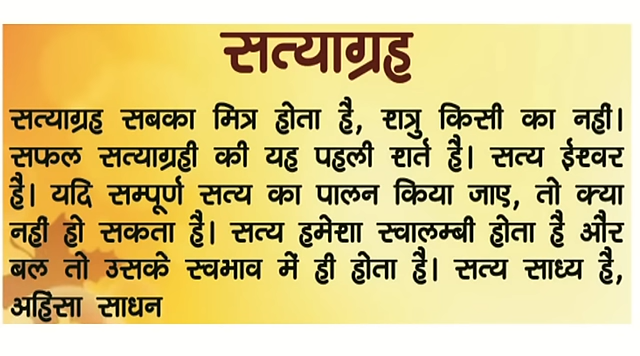 सत्याग्रह
सत्याग्रह सबका मित्र होता है, शत्रु किसी का नहीं।
सफल सत्याग्रही की यह पहली शर्त है। सत्य ईश्वर
है। यदि सम्पूर्ण सत्य का पालन किया जाए, तो क्या
नहीं हो सकता है। सत्य हमेशा स्वालम्बी होता है और
बल तो उसके स्वभाव में ही होता है। सत्य साध्य है,
अहिंसा साधन